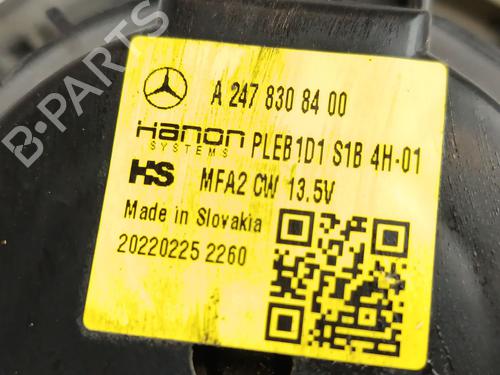 A 247 830 84 00
Hanon PLEB1D1 S1B 4H-01
SYSTEMS
HS MFA2 CW 13.5V
Made in Slovakia
20220225 2260
B-PARTS